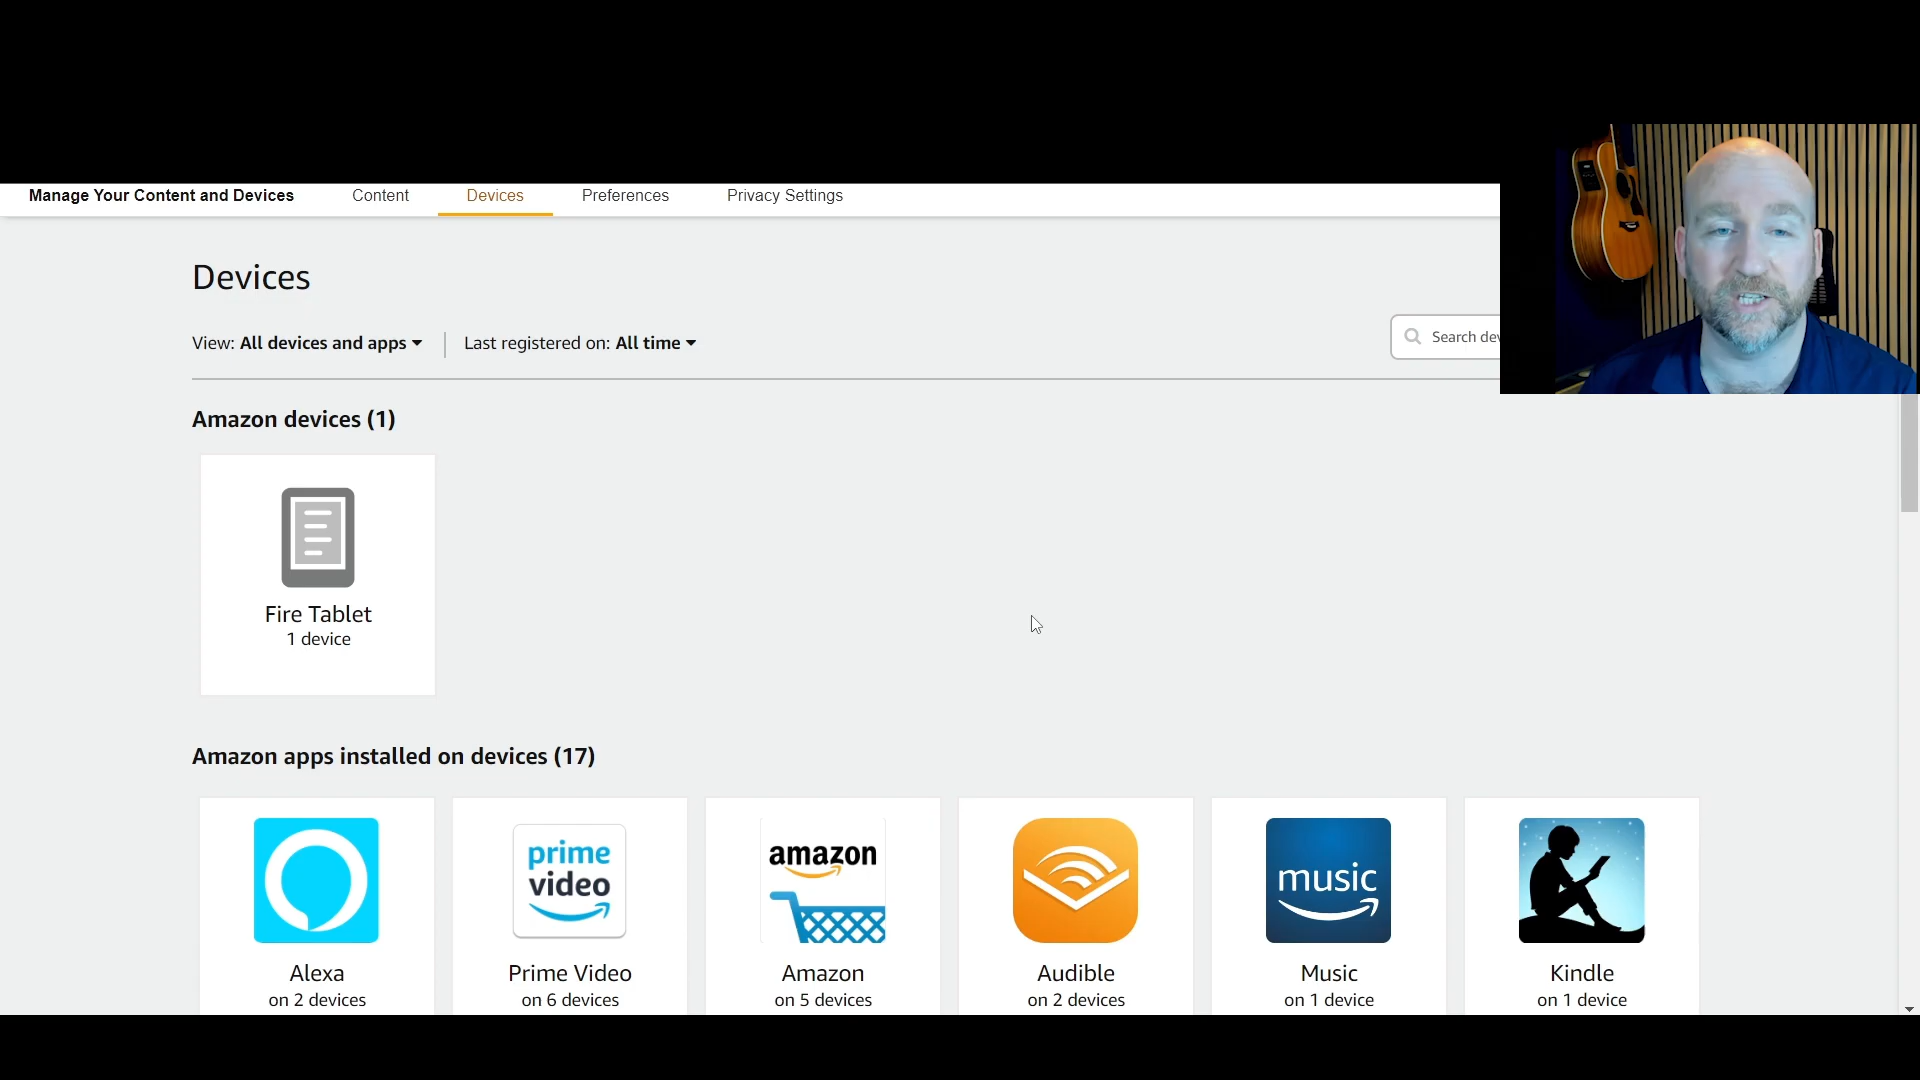 Manage Your Content and Devices Content Devices Preferences Privacy Settings
Devices
View: All devices and apps Last registered on: All time
Search
Amazon devices (1)
Fire Tablet
1 device
Amazon apps installed on devices (17)
prime video
amazon
music
Alexa Prime Video Amazon Audible Music Kindle
on 2 devices on 6 devices on 5 devices on 2 devices on 1 device on 1 device